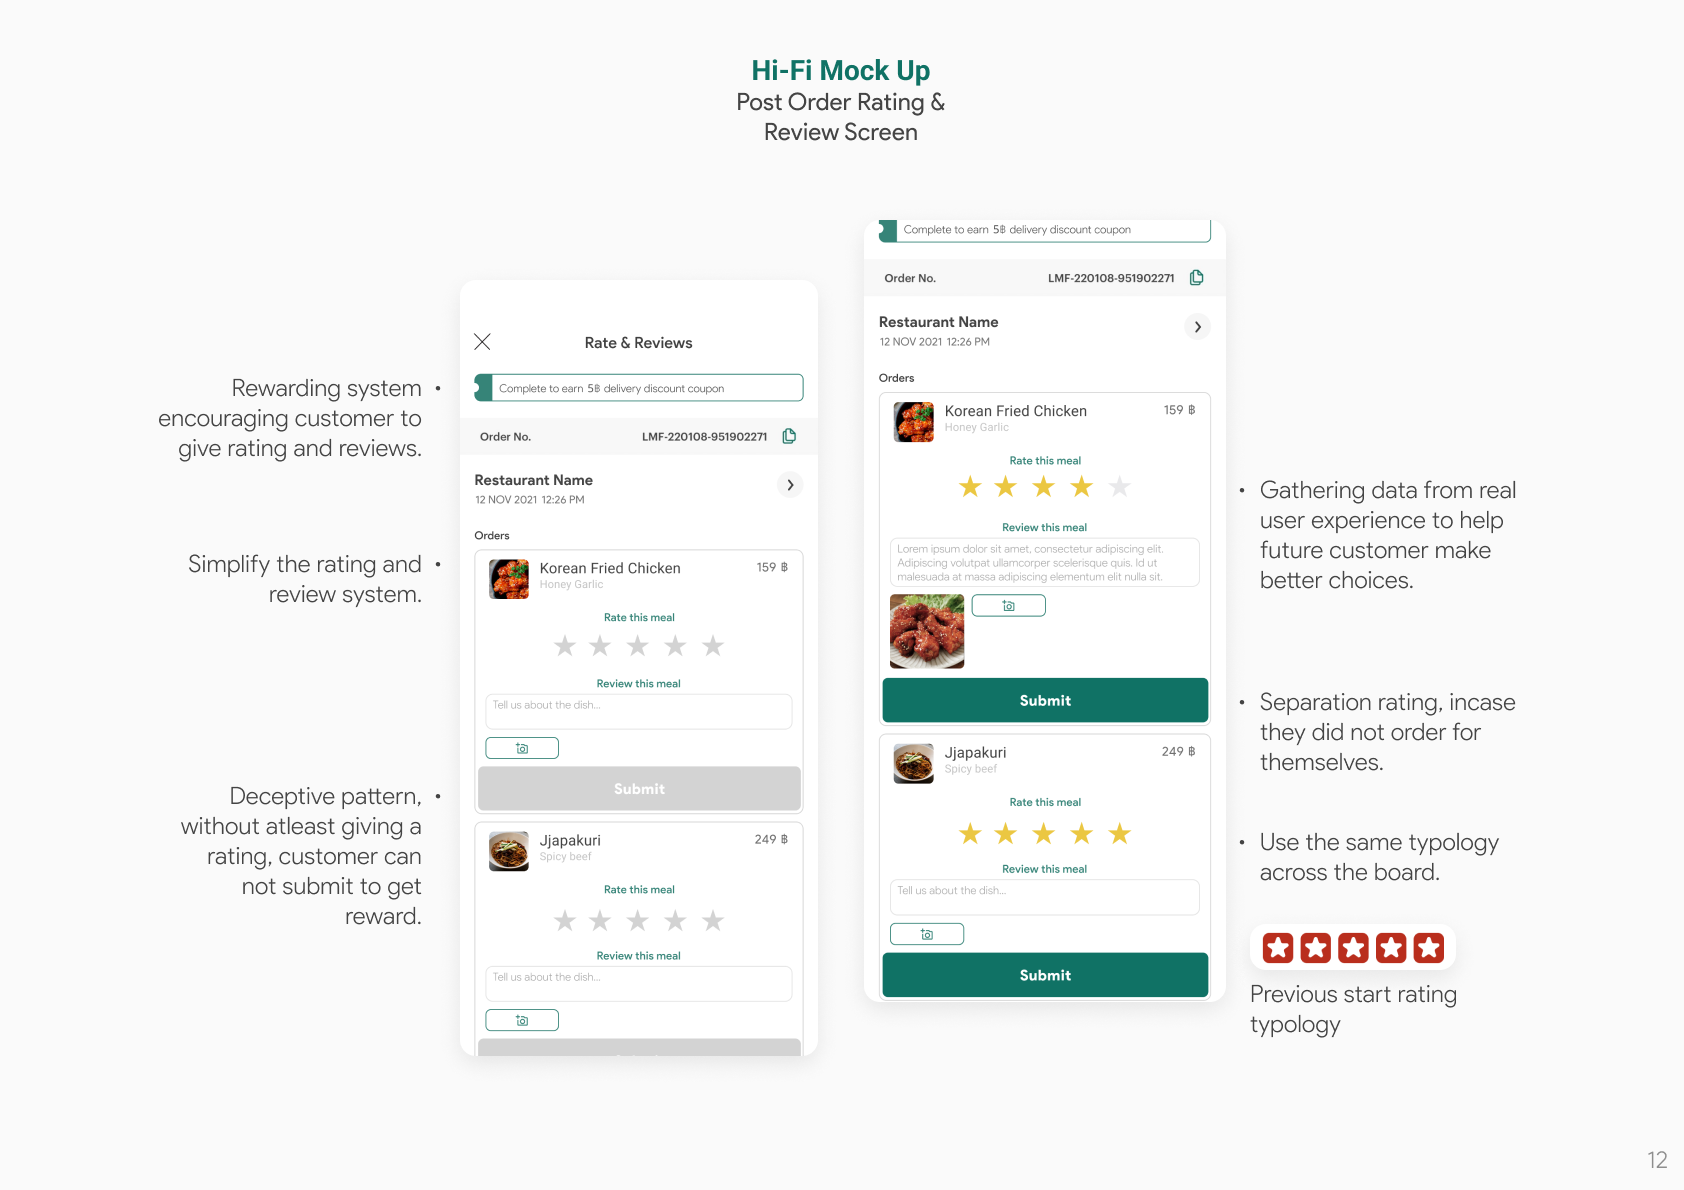 Hi-Fi Mock Up
Post Order Rating &
Review Screen
Rewarding system •
encouraging customer to
give rating and reviews.
Simplify the rating and •
review system.
Deceptive pattern, •
without atleast giving a
rating, customer can
not submit to get
reward.
Rate & Reviews
Complete to earn 5฿ delivery discount coupon
Order No. LMF-220108-951902271
Restaurant Name
12 NOV 2021 12:26 PM
Orders
Korean Fried Chicken 159 ฿
Honey Garlic
Rate this meal
Review this meal
Tell us about the dish...
Submit
Jjapakuri 249 ฿
Spicy beef
Rate this meal
Review this meal
Tell us about the dish...
Complete to earn 5฿ delivery discount coupon
Order No. LMF-220108-951902271
Restaurant Name
12 NOV 2021 12:26 PM
Orders
Korean Fried Chicken 159 ฿
Honey Garlic
Rate this meal
Review this meal
Lorem ipsum dolor sit amet, consectetur adipiscing elit.
Adipiscing volutpat ullamcorper scelerisque quis. Id ut
malesuada at massa adipiscing elementum elit nulla sit.
Submit
Jjapakuri 249 ฿
Spicy beef
Rate this meal
Review this meal
Tell us about the dish...
Submit
• Gathering data from real
user experience to help
future customer make
better choices.
• Separation rating, incase
they did not order for
themselves.
• Use the same typology
across the board.
Previous start rating
typology
12